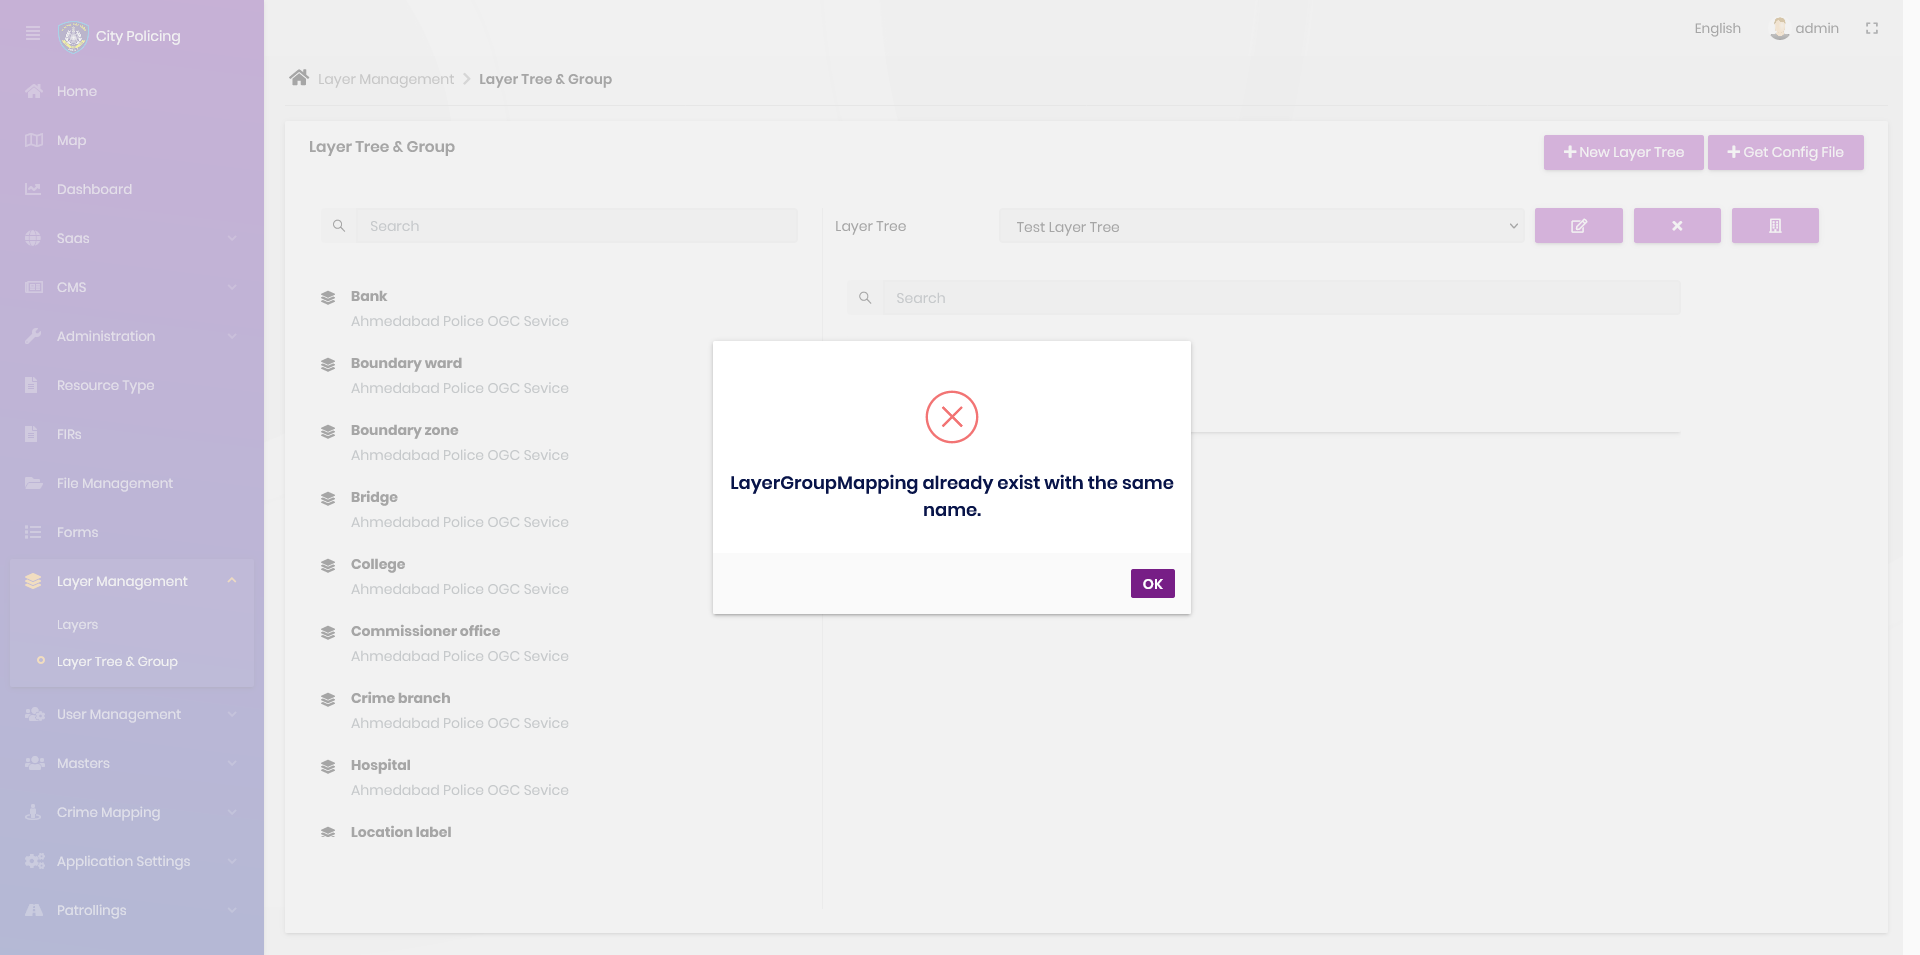 City Policing
Home
Map
Dashboard
Saas
CMS
Administration
Resource Type
FIRs
File Management
Forms
Layer Management
Layers
Layer Tree & Group
User Management
Masters
Crime Mapping
Application Settings
Patrollings
English
admin
Layer Management > Layer Tree & Group
Layer Tree & Group
New Layer Tree
Get Config File
Search
Layer Tree
Test Layer Tree
Search
Bank
Ahmedabad Police OGC Sevice
Boundary ward
Ahmedabad Police OGC Sevice
Boundary zone
Ahmedabad Police OGC Sevice
Bridge
Ahmedabad Police OGC Sevice
College
Ahmedabad Police OGC Sevice
Commissioner office
Ahmedabad Police OGC Sevice
Crime branch
Ahmedabad Police OGC Sevice
Hospital
Ahmedabad Police OGC Sevice
Location label
LayerGroupMapping already exist with the same
name.
OK